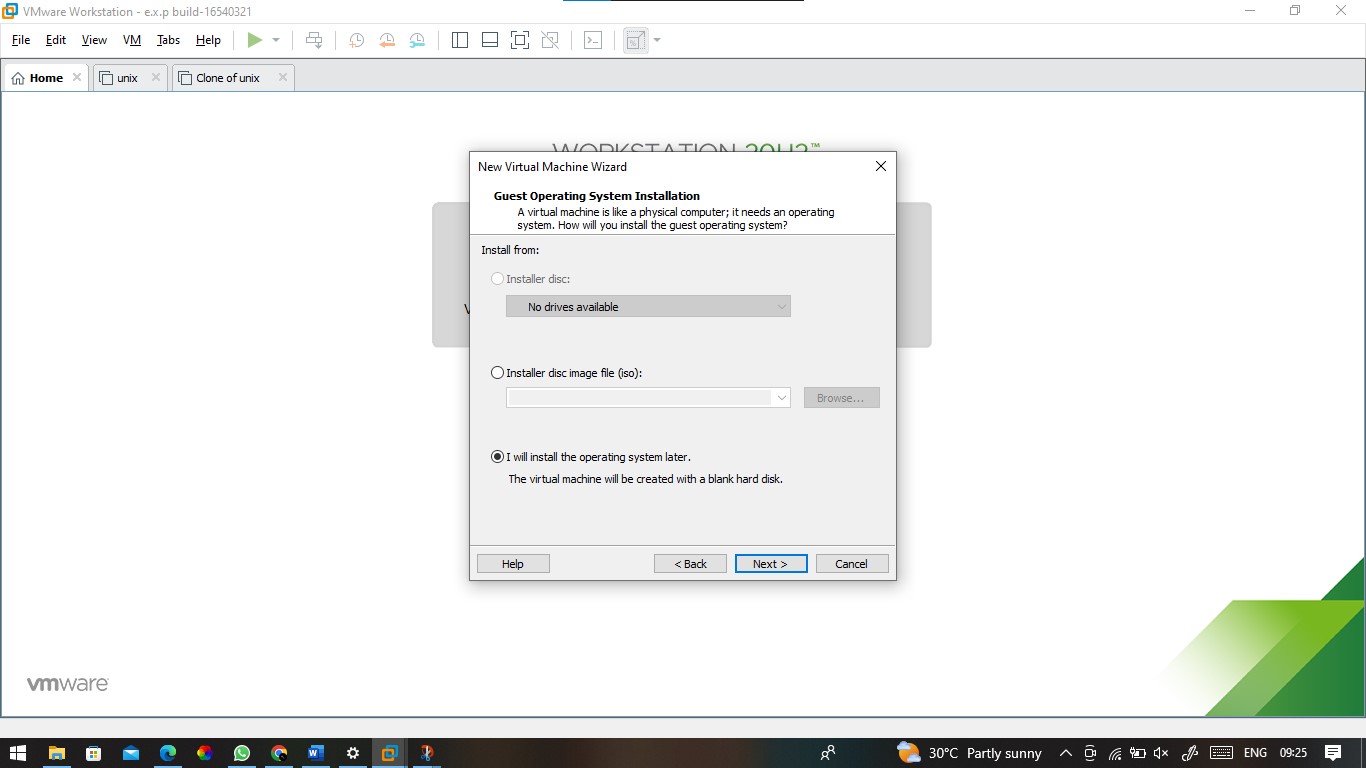 VMware Workstation - e.x.p build-16540321
File Edit View VM Tabs Help
Home unix Clone of unix
WORKSTATION 20H2™
New Virtual Machine Wizard
Guest Operating System Installation
A virtual machine is like a physical computer; it needs an operating
system. How will you install the guest operating system?
Install from:
Installer disc:
No drives available
Installer disc image file (iso):
Browse...
I will install the operating system later.
The virtual machine will be created with a blank hard disk.
Help < Back Next > Cancel
vmware
30°C Partly sunny ENG 09:25